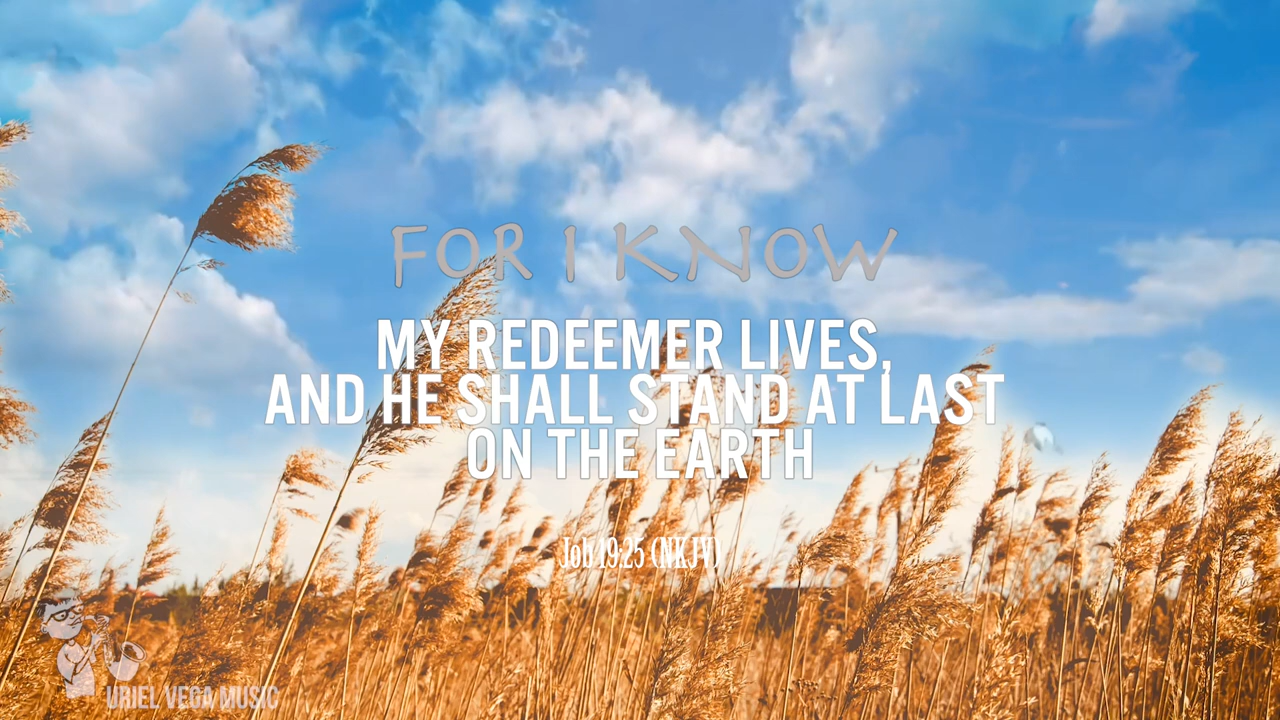 FOR I KNOW
MY REDEEMER LIVES,
AND HE SHALL STAND AT LAST
ON THE EARTH
Job 19:25 (NKJV)
URIEL VEGA MUSIC